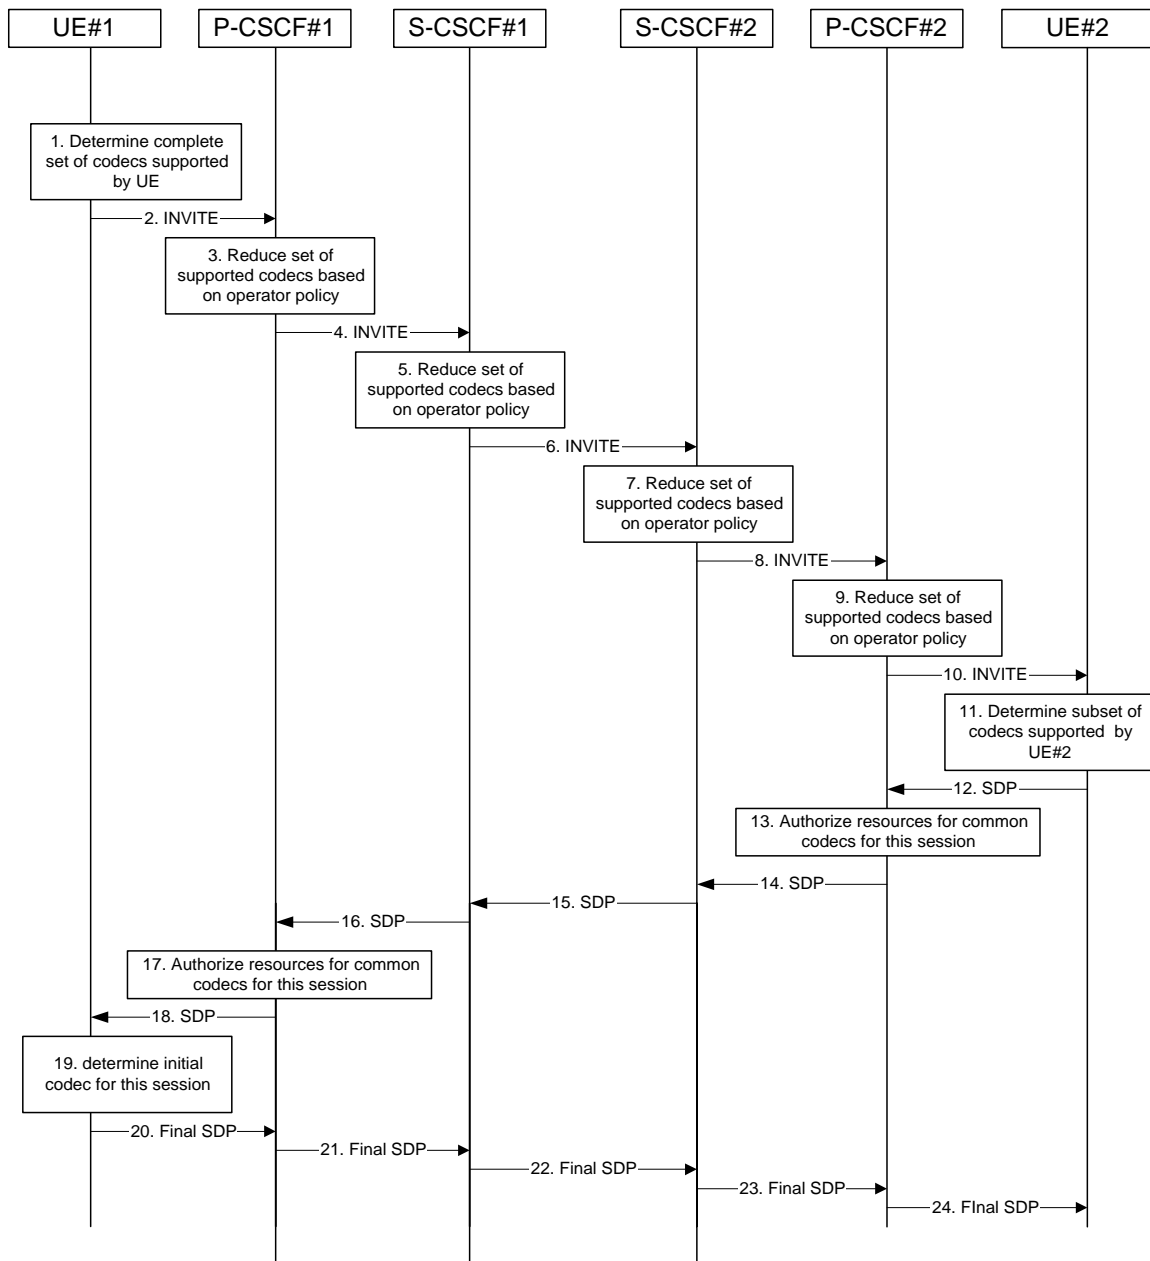 UE#1
P-CSCF#1
S-CSCF#1
S-CSCF#2
P-CSCF#2
UE#2
1. Determine complete
set of codecs supported
by UE
2. INVITE
3. Reduce set of
supported codecs based
on operator policy
4. INVITE
5. Reduce set of
supported codecs based
on operator policy
6. INVITE
7. Reduce set of
supported codecs based
on operator policy
8. INVITE
9. Reduce set of
supported codecs based
on operator policy
10. INVITE
11. Determine subset of
codecs supported by
UE#2
12. SDP
13. Authorize resources for common
codecs for this session
14. SDP
15. SDP
16. SDP
17. Authorize resources for common
codecs for this session
18. SDP
19. determine initial
codec for this session
20. Final SDP
21. Final SDP
22. Final SDP
23. Final SDP
24. FInal SDP